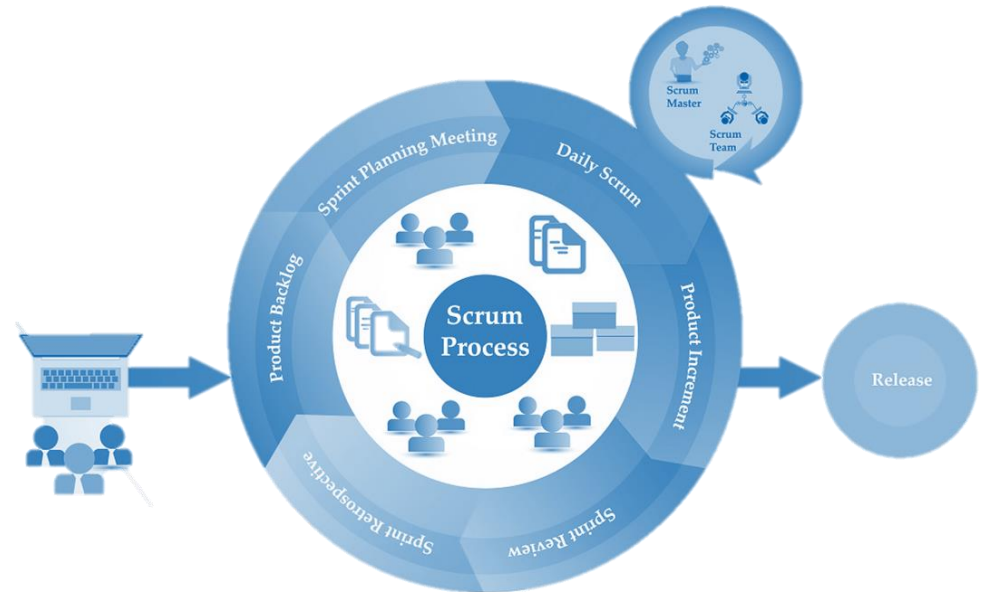 Scrum
Master
Scrum
Team
Sprint Planning Meeting
Daily Scrum
Product Backlog
Product Increment
Scrum
Process
Release
Sprint Retrospective
Sprint Review